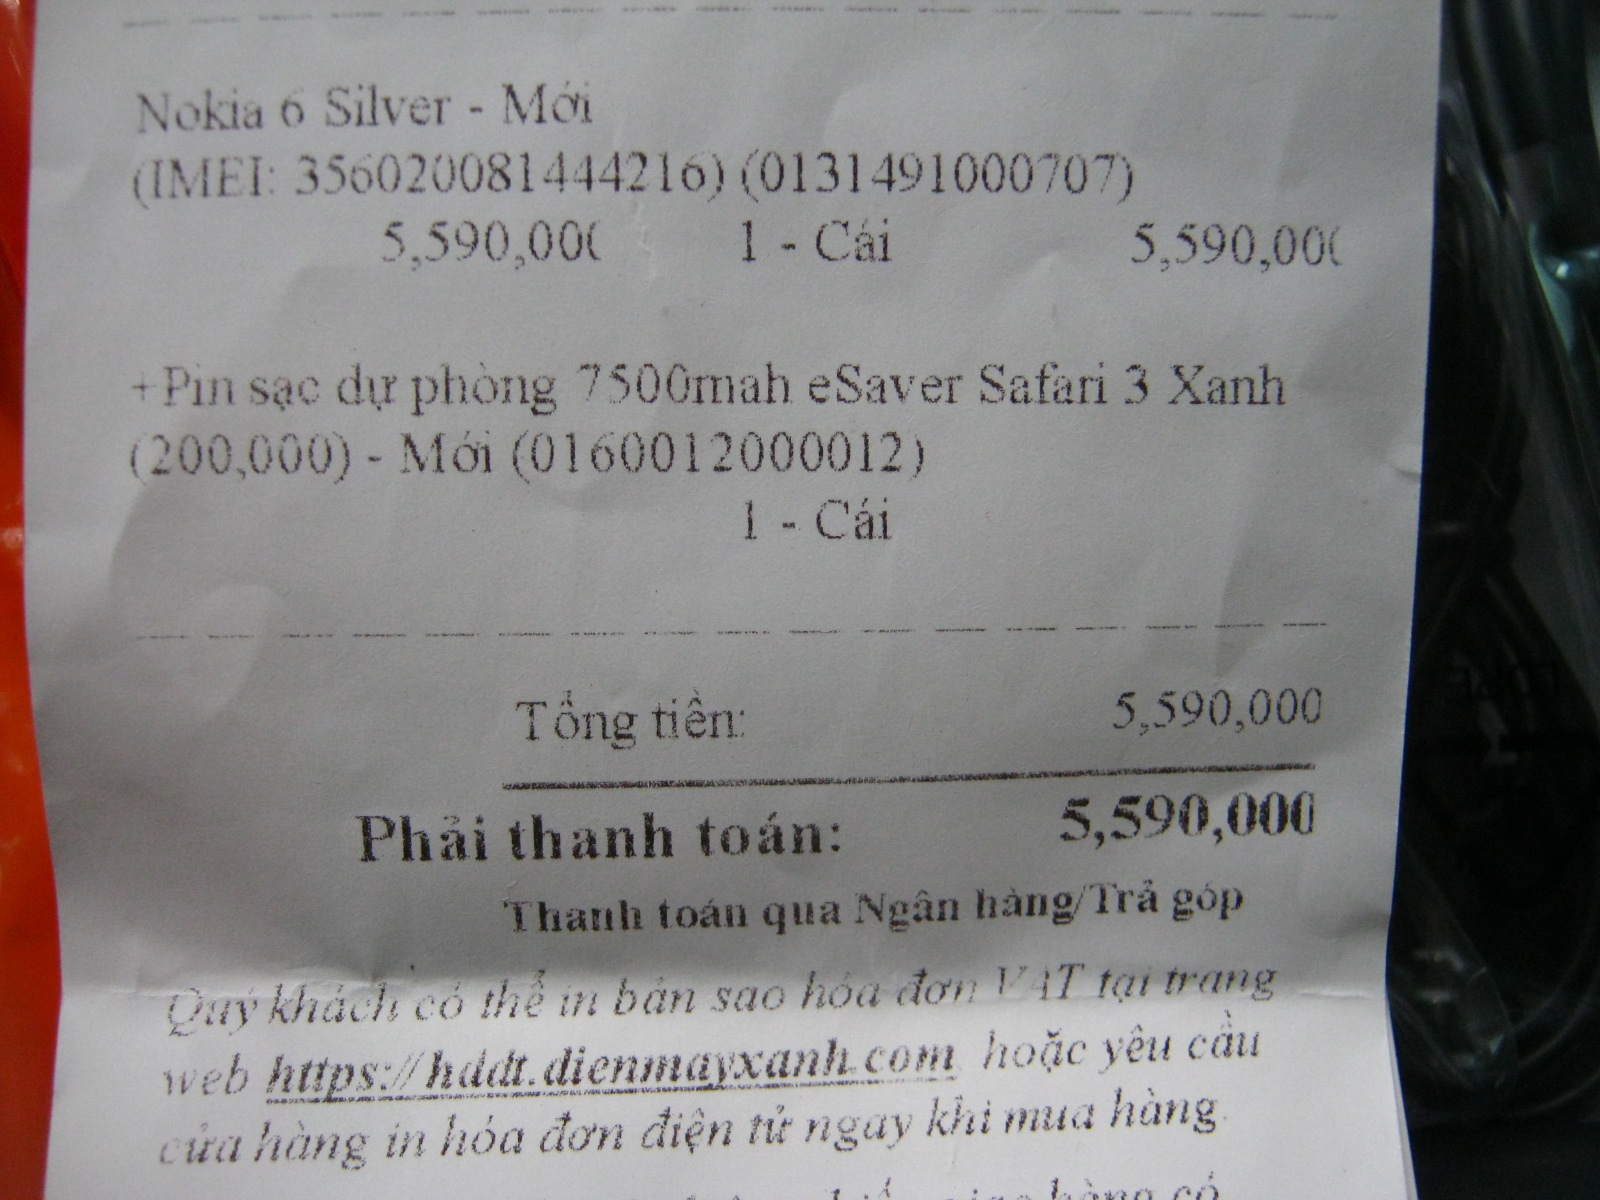 Nokia 6 Silver - Mới
(IMEI: 356020081444216) (0131491000707)
5,590,000 1 - Cái 5,590,000
+Pin sạc dự phòng 7500mah eSaver Safari 3 Xanh
(200,000) - Mới (0160012000012)
1 - Cái
Tổng tiền: 5,590,000
Phải thanh toán: 5,590,000
Thanh toán qua Ngân hàng/Trả góp
Quý khách có thể in bản sao hóa đơn VAT tại trang
web https://hddt.dienmayxanh.com hoặc yêu cầu
cửa hàng in hóa đơn điện tử ngay khi mua hàng
hàng có